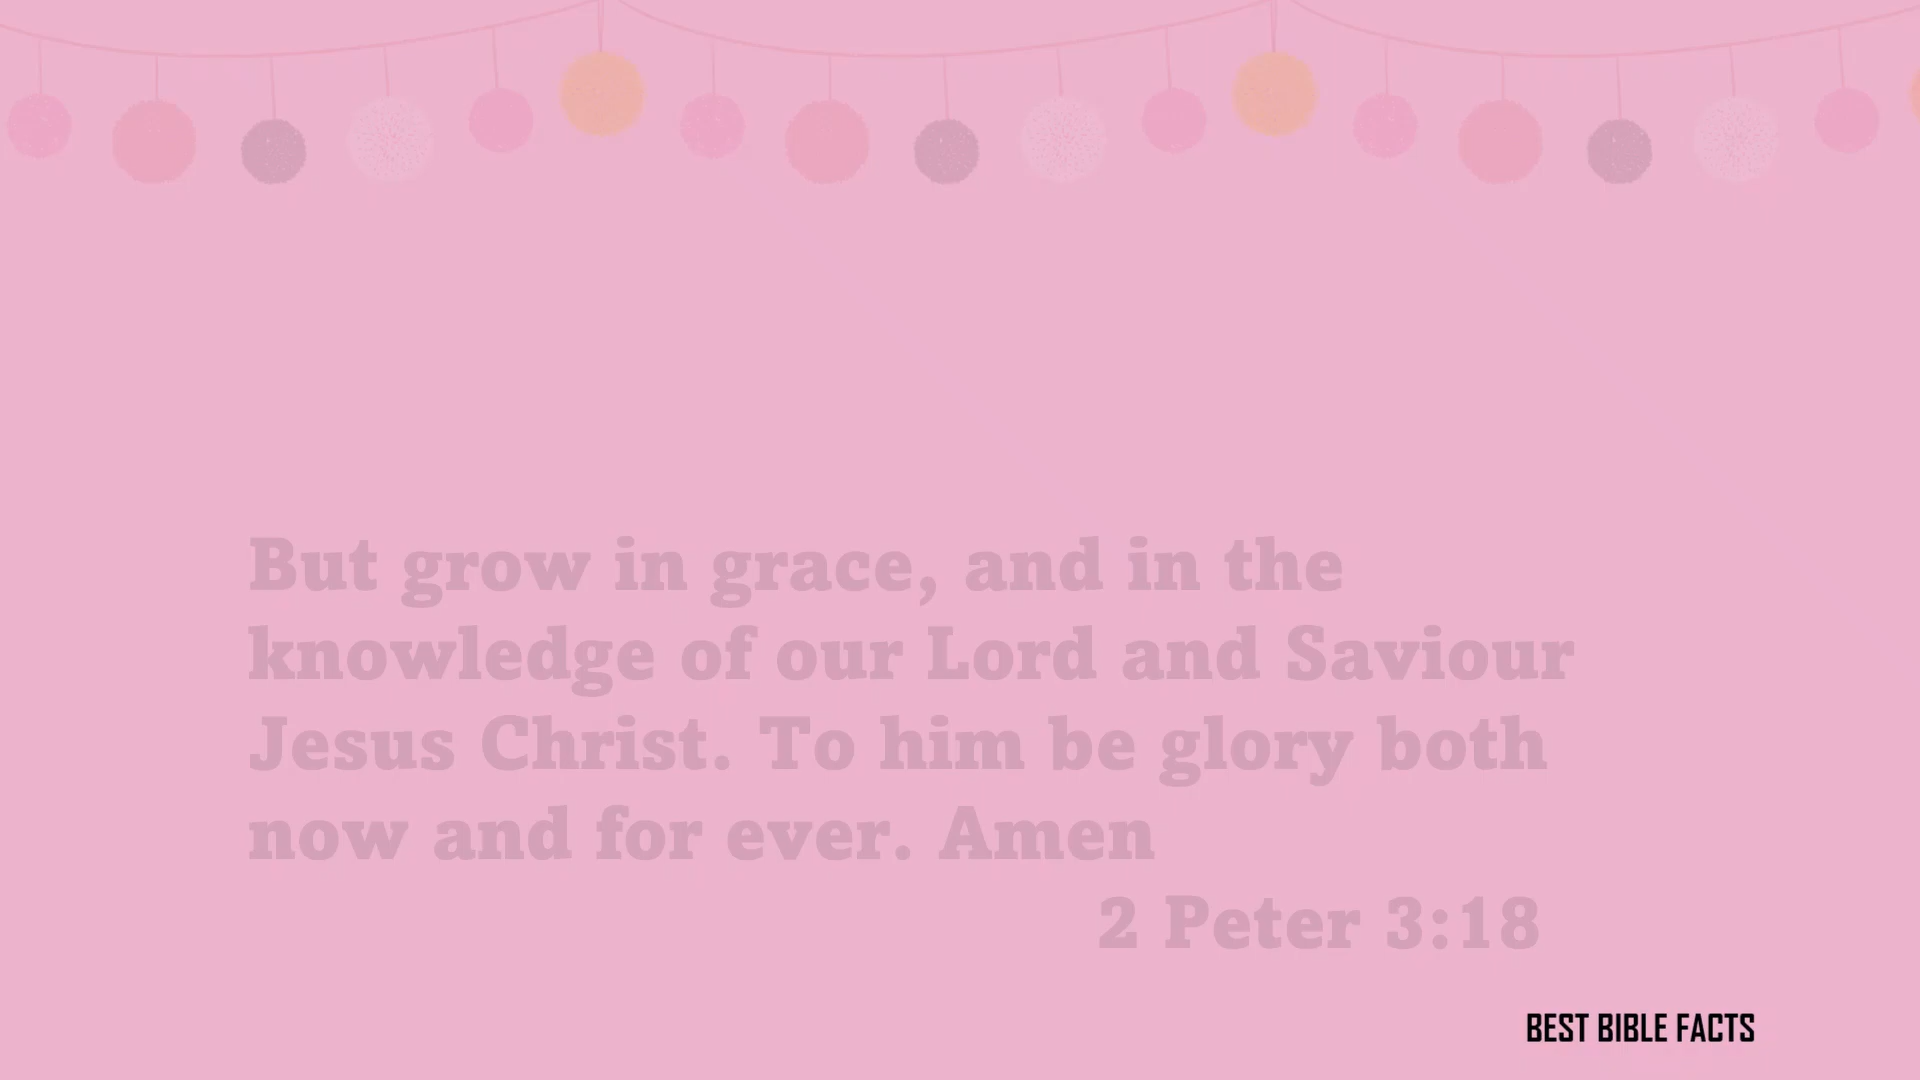 But grow in grace, and in the
knowledge of our Lord and Saviour
Jesus Christ. To him be glory both
now and for ever. Amen
2 Peter 3:18
BEST BIBLE FACTS